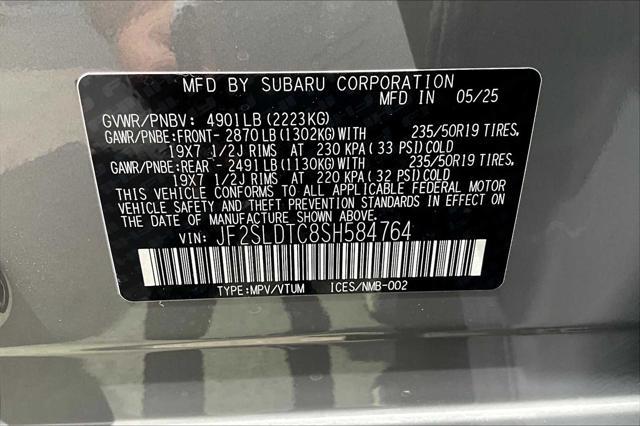 MFD BY SUBARU CORPORATION
MFD IN 05/25
GVWR/PNBV: 4901LB (2223KG)
GAWR/PNBE:FRONT- 2870LB (1302KG) WITH 235/50R19 TIRES,
19X7 1/2J RIMS AT 230 KPA (33 PSI) COLD
GAWR/PNBE:REAR - 2491LB (1130KG) WITH 235/50R19 TIRES,
19X7 1/2J RIMS AT 220 KPA (32 PSI) COLD
THIS VEHICLE CONFORMS TO ALL APPLICABLE FEDERAL MOTOR
VEHICLE SAFETY AND THEFT PREVENTION STANDARDS IN EFFECT ON
THE DATE OF MANUFACTURE SHOWN ABOVE.
VIN: JF2SLDTC8SH584764
TYPE:MPV/VTUM ICES/NMB-002